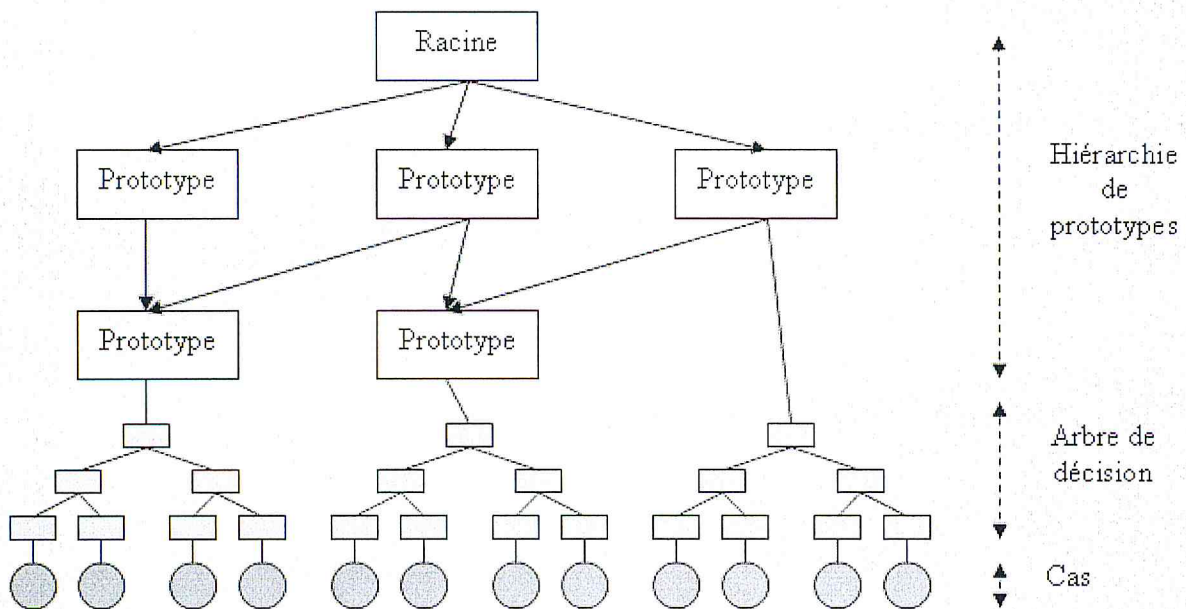 Racine
Prototype
Prototype
Prototype
Hiérarchie
de
prototypes
Prototype
Prototype
Arbre de
décision
Cas